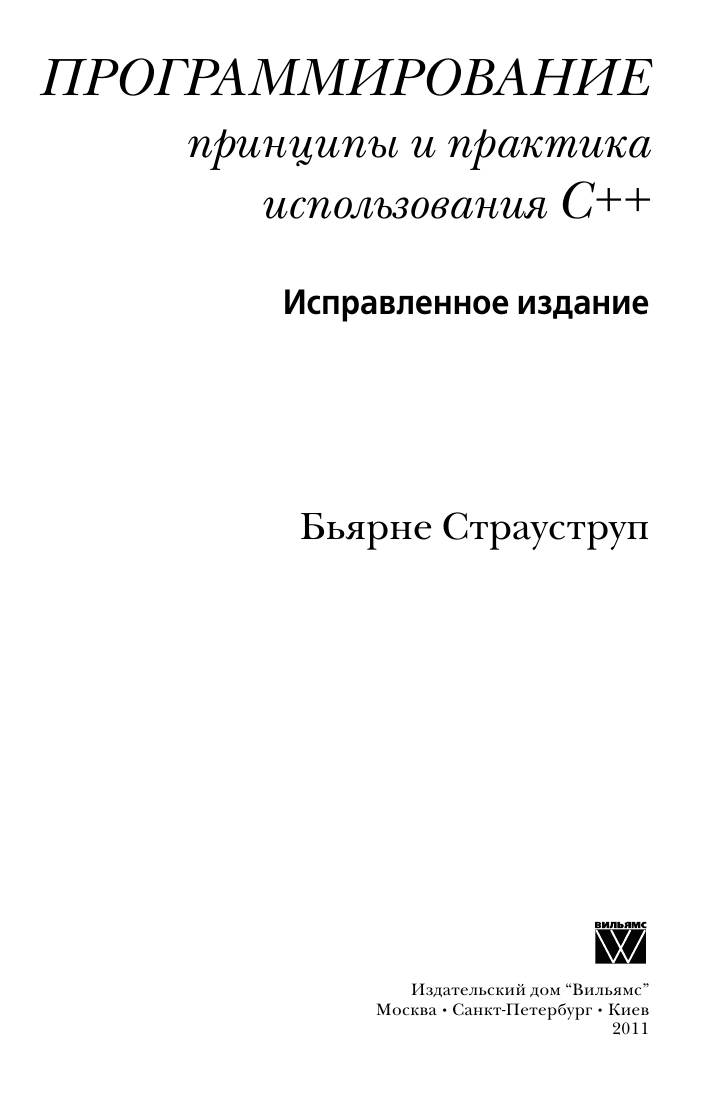 ПРОГРАММИРОВАНИЕ
принципы и практика
использования C++
Исправленное издание
Бьярне Страуструп
ВИЛЬЯМС
Издательский дом “Вильямс”
Москва • Санкт-Петербург • Киев
2011